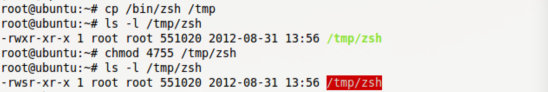 root@ubuntu:~# cp /bin/zsh /tmp
root@ubuntu:~# ls -l /tmp/zsh
-rwxr-xr-x 1 root root 551020 2012-08-31 13:56 /tmp/zsh
root@ubuntu:~# chmod 4755 /tmp/zsh
root@ubuntu:~# ls -l /tmp/zsh
-rwsr-xr-x 1 root root 551020 2012-08-31 13:56 /tmp/zsh